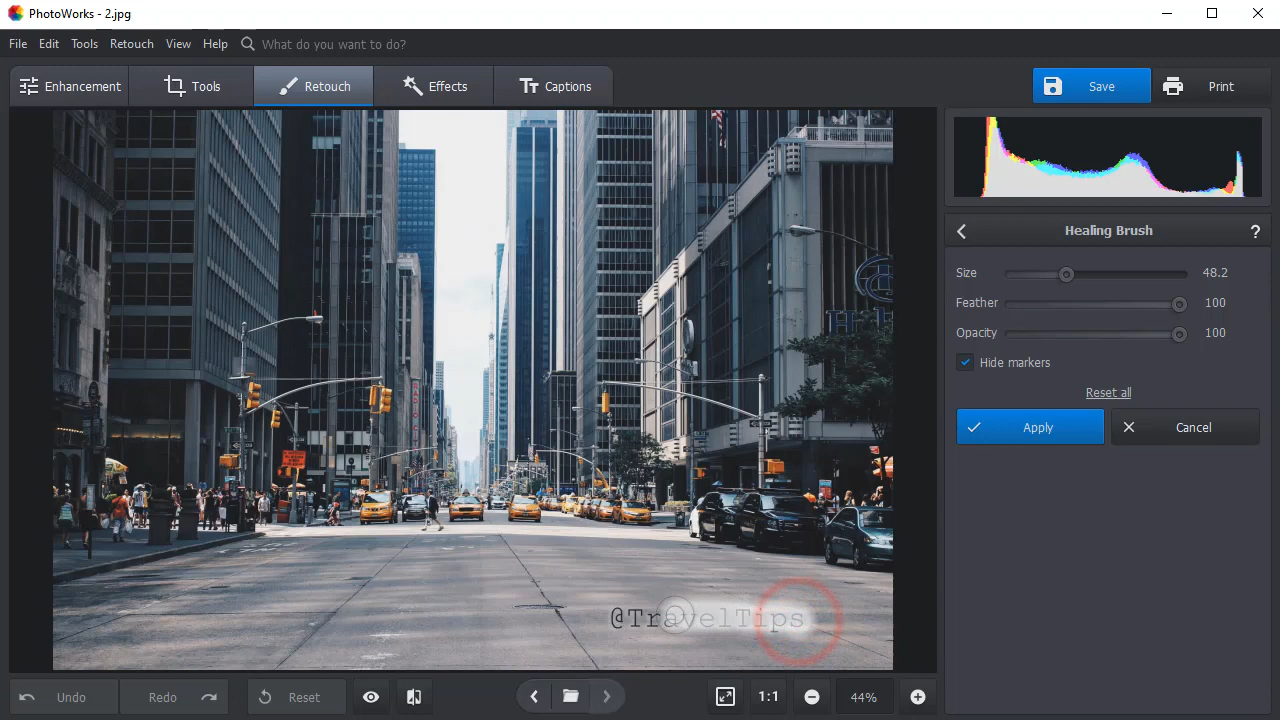 PhotoWorks - 2.jpg
File Edit Tools Retouch View Help What do you want to do?
Enhancement Tools Retouch Effects Captions Save Print
Healing Brush ?
Size 48.2
Feather 100
Opacity 100
Hide markers
Reset all
Apply Cancel
@TravelTips
Undo Redo Reset 1:1 44%